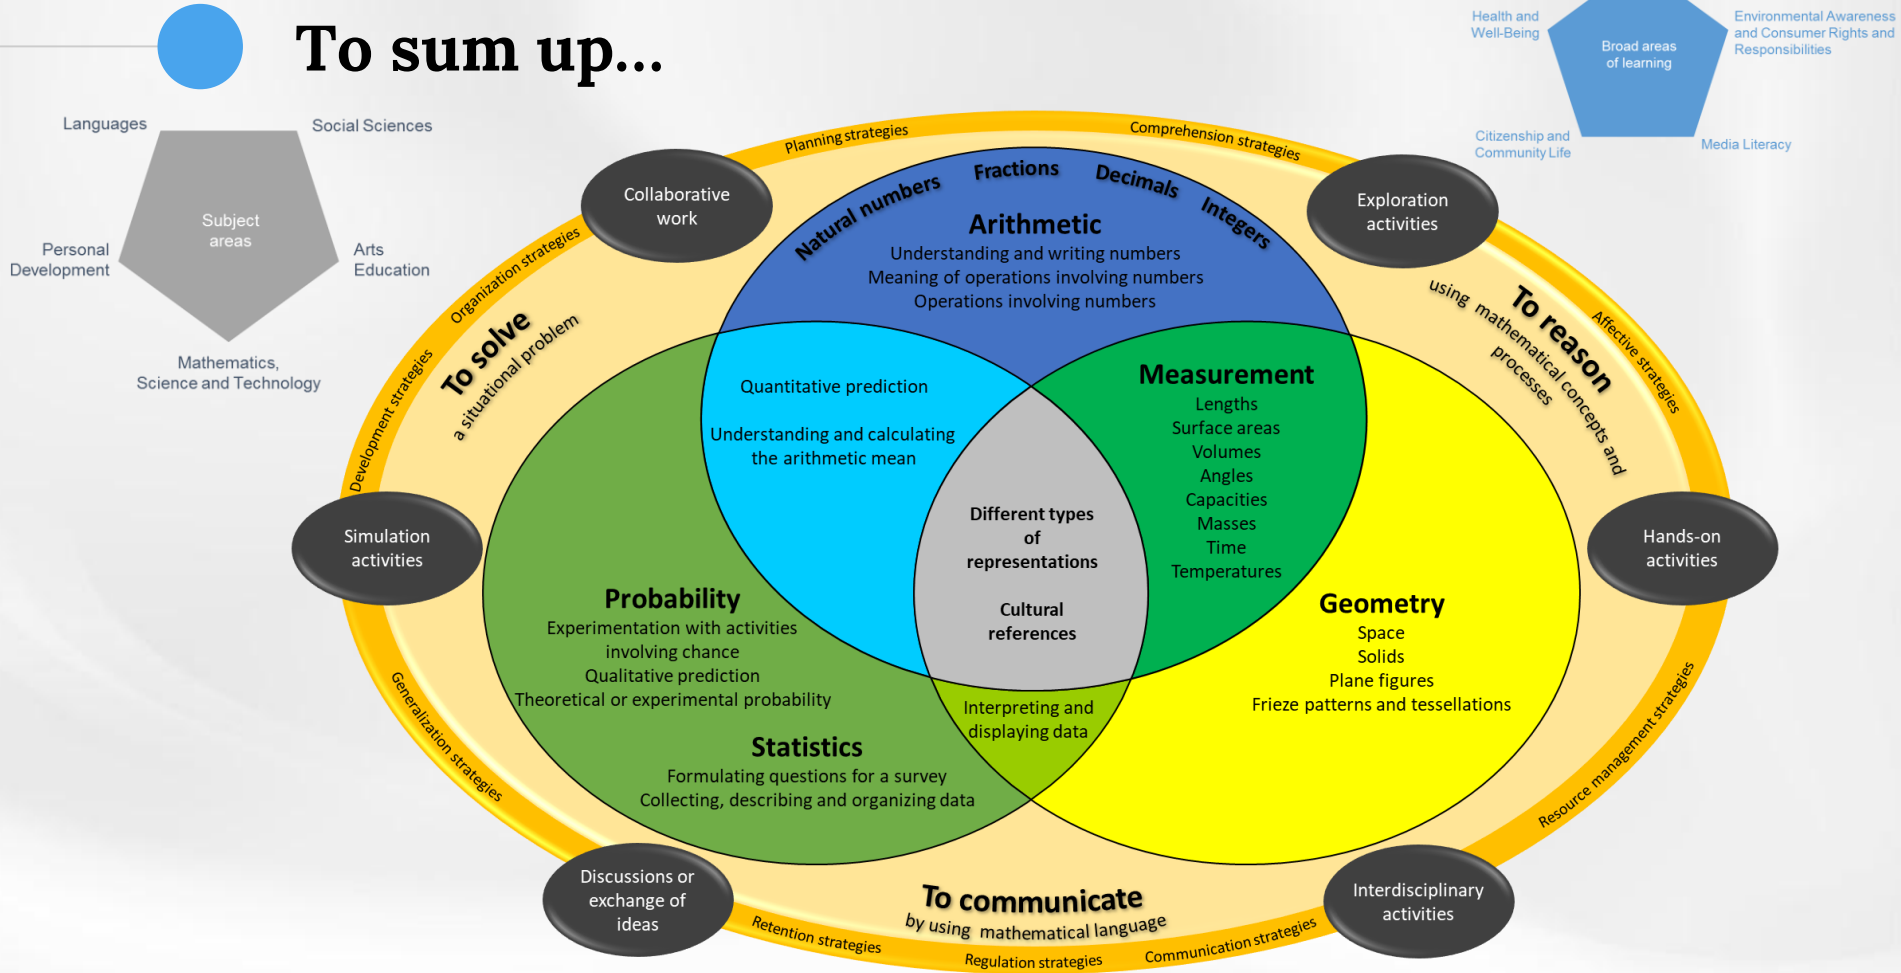 To sum up...
Health and
Well-Being
Environmental Awareness
and Consumer Rights and
Responsibilities
Broad areas
of learning
Citizenship and
Community Life
Media Literacy
Languages
Social Sciences
Subject
areas
Personal
Development
Arts
Education
Mathematics,
Science and Technology
Planning strategies
Comprehension strategies
Organization strategies
Affective strategies
Development strategies
Generalization strategies
Resource management strategies
Retention strategies
Regulation strategies
Communication strategies
Collaborative
work
Exploration
activities
Simulation
activities
Hands-on
activities
Discussions or
exchange of
ideas
Interdisciplinary
activities
To solve
a situational problem
To reason
using mathematical concepts and
processes
To communicate
by using mathematical language
Natural numbers
Fractions
Decimals
Integers
Arithmetic
Understanding and writing numbers
Meaning of operations involving numbers
Operations involving numbers
Quantitative prediction
Understanding and calculating
the arithmetic mean
Measurement
Lengths
Surface areas
Volumes
Angles
Capacities
Masses
Time
Temperatures
Different types
of
representations
Cultural
references
Probability
Experimentation with activities
involving chance
Qualitative prediction
Theoretical or experimental probability
Statistics
Formulating questions for a survey
Collecting, describing and organizing data
Interpreting and
displaying data
Geometry
Space
Solids
Plane figures
Frieze patterns and tessellations